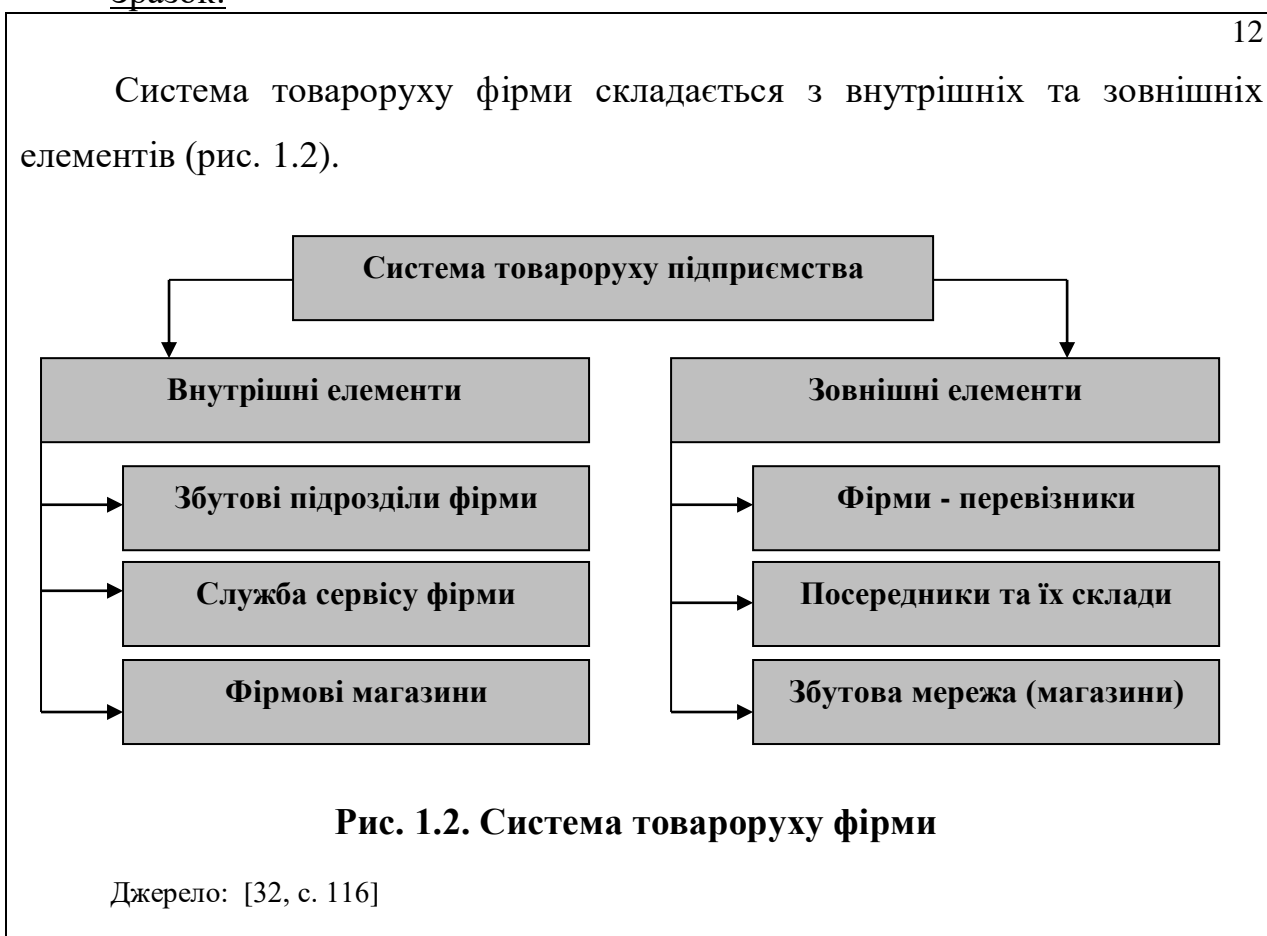 Зразок:
12
Система товароруху фірми складається з внутрішніх та зовнішніх
елементів (рис. 1.2).
Система товароруху підприємства
Внутрішні елементи
Зовнішні елементи
Збутові підрозділи фірми
Фірми - перевізники
Служба сервісу фірми
Посередники та їх склади
Фірмові магазини
Збутова мережа (магазини)
Рис. 1.2. Система товароруху фірми
Джерело: [32, с. 116]